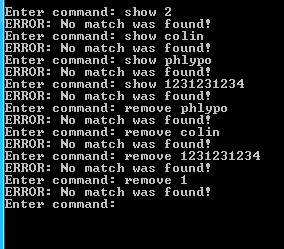 Enter command: show 2
ERROR: No match was found!
Enter command: show colin
ERROR: No match was found!
Enter command: show phlypo
ERROR: No match was found!
Enter command: show 1231231234
ERROR: No match was found!
Enter command: remove phlypo
ERROR: No match was found!
Enter command: remove colin
ERROR: No match was found!
Enter command: remove 1231231234
ERROR: No match was found!
Enter command: remove 1
ERROR: No match was found!
Enter command: